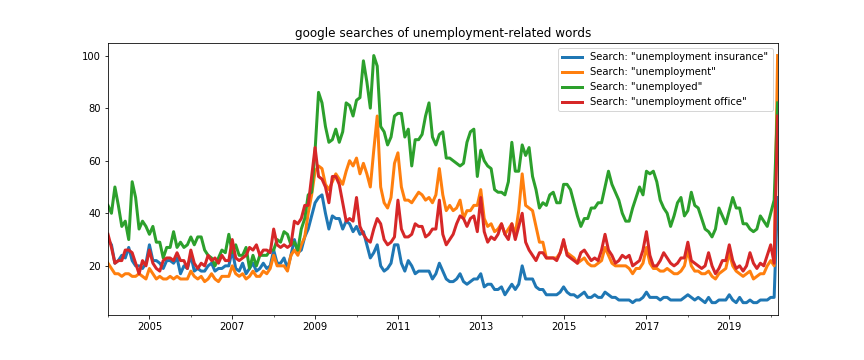 google searches of unemployment-related words
100
80
60
40
20
Search: "unemployment insurance"
Search: "unemployment"
Search: "unemployed"
Search: "unemployment office"
2005 2007 2009 2011 2013 2015 2017 2019